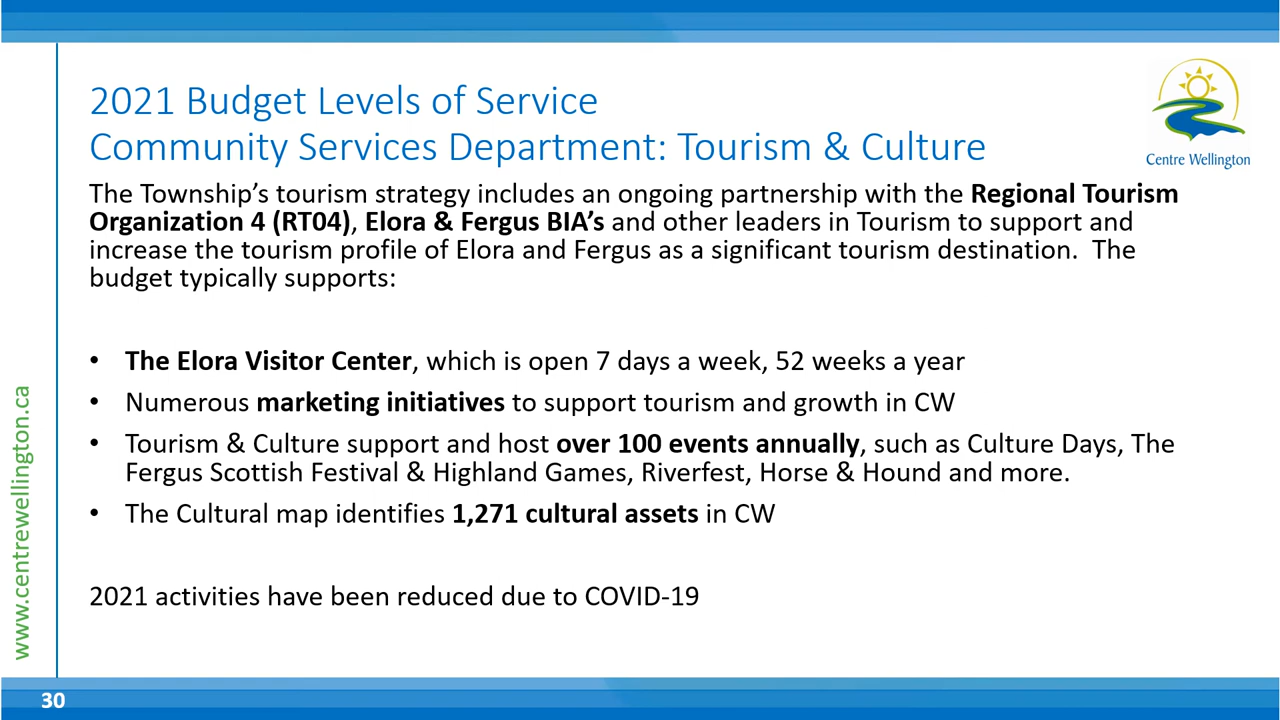 2021 Budget Levels of Service
Community Services Department: Tourism & Culture
Centre Wellington
The Township’s tourism strategy includes an ongoing partnership with the Regional Tourism
Organization 4 (RT04), Elora & Fergus BIA’s and other leaders in Tourism to support and
increase the tourism profile of Elora and Fergus as a significant tourism destination.  The
budget typically supports:
• The Elora Visitor Center, which is open 7 days a week, 52 weeks a year
• Numerous marketing initiatives to support tourism and growth in CW
• Tourism & Culture support and host over 100 events annually, such as Culture Days, The
Fergus Scottish Festival & Highland Games, Riverfest, Horse & Hound and more.
• The Cultural map identifies 1,271 cultural assets in CW
2021 activities have been reduced due to COVID-19
www.centrewellington.ca
30